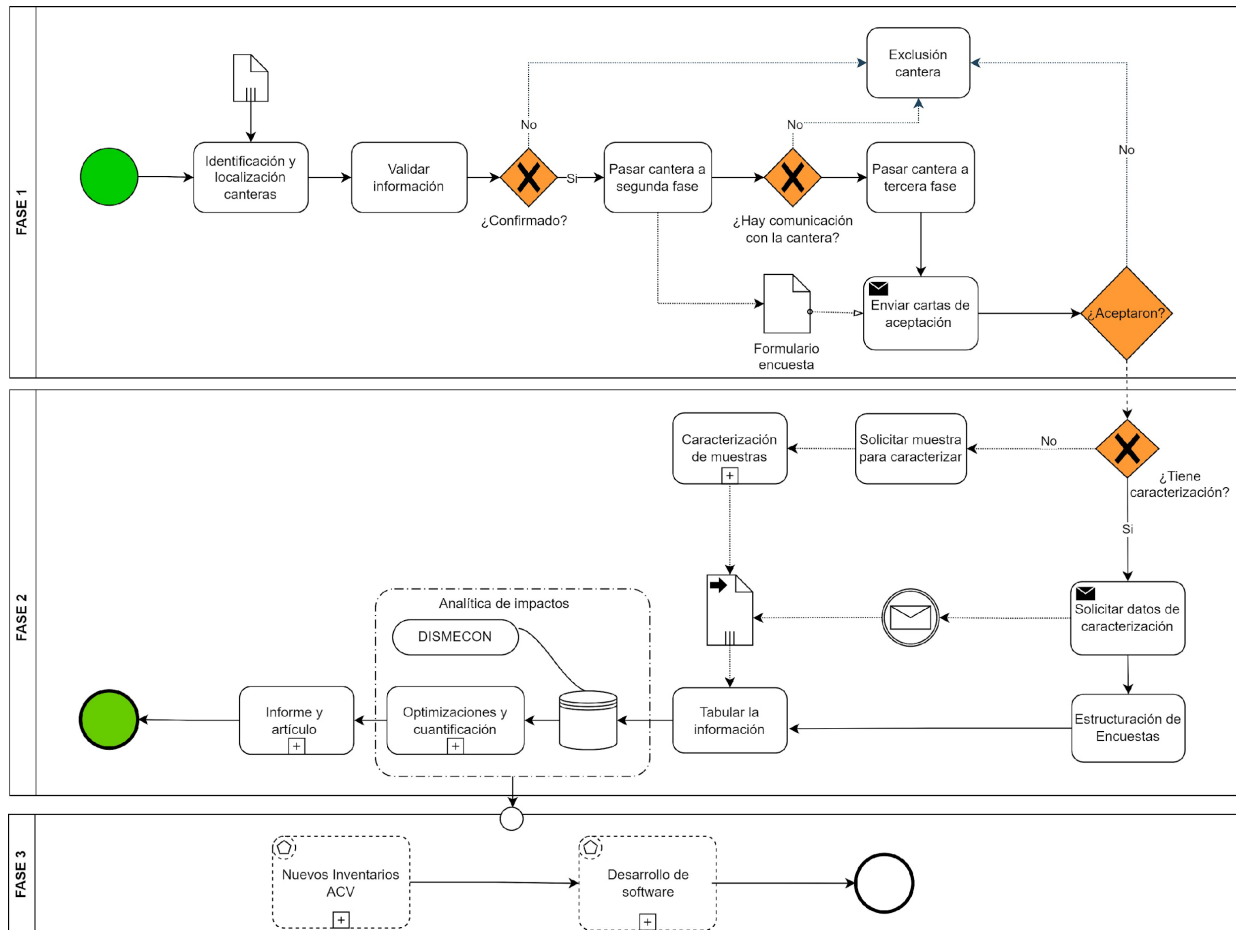 FASE 1
Exclusión
cantera
No
No
No
Identificación y
localización
canteras
Validar
información
Si
Pasar cantera a
segunda fase
Pasar cantera a
tercera fase
¿Confirmado?
¿Hay comunicación
con la cantera?
Enviar cartas de
aceptación
¿Aceptaron?
Formulario
encuesta
FASE 2
Caracterización
de muestras
Solicitar muestra
para caracterizar
No
¿Tiene
caracterización?
Si
Analítica de impactos
DISMECON
Solicitar datos de
caracterización
Informe y
artículo
Optimizaciones y
cuantificación
Tabular la
información
Estructuración de
Encuestas
FASE 3
Nuevos Inventarios
ACV
Desarrollo de
software